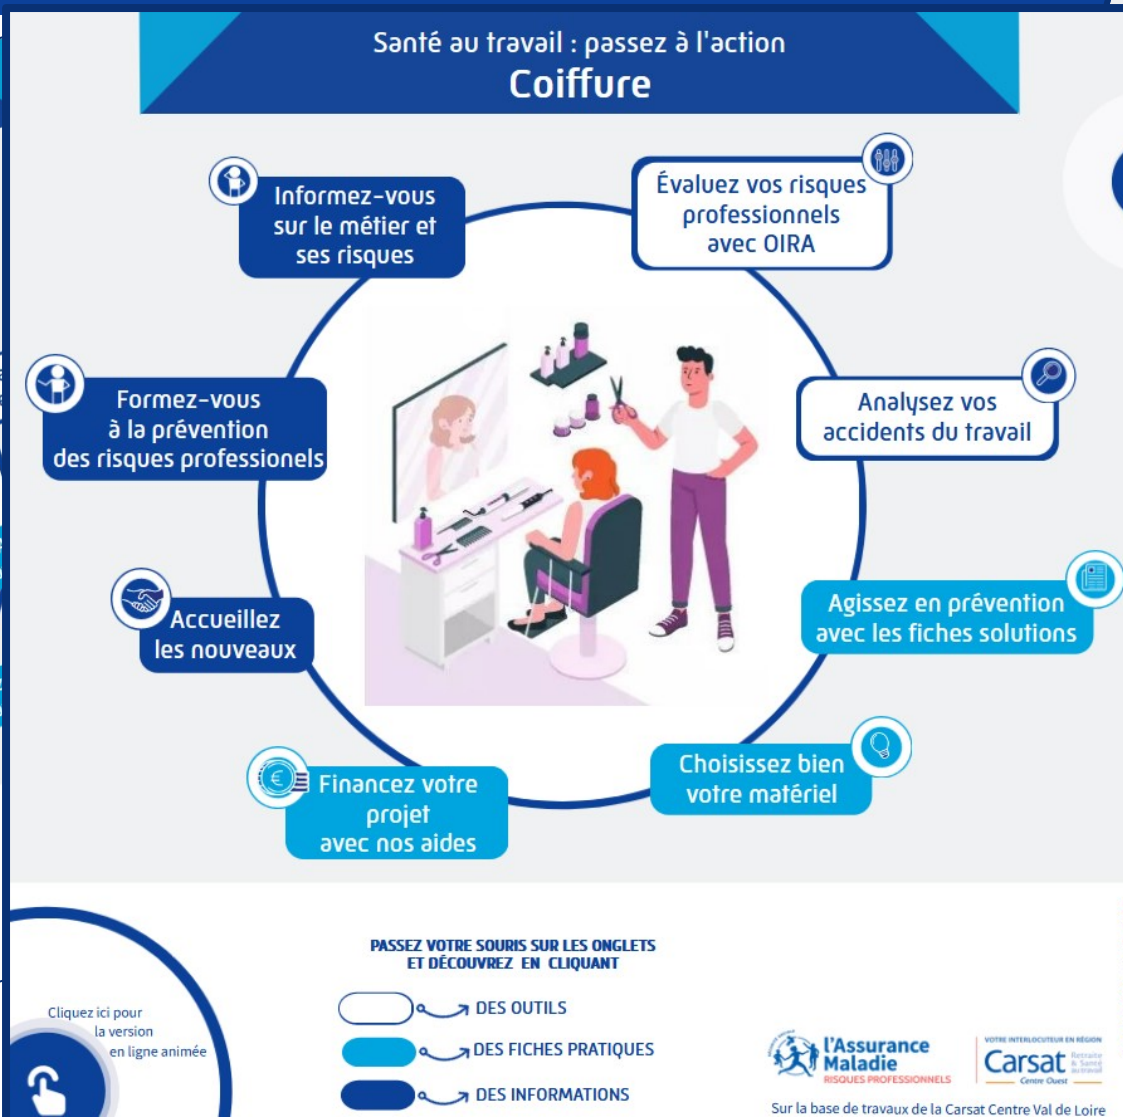 Santé au travail : passez à l'action
Coiffure
Informez-vous
sur le métier et
ses risques
Évaluez vos risques
professionnels
avec OIRA
Formez-vous
à la prévention
des risques professionels
Analysez vos
accidents du travail
Accueillez
les nouveaux
Agissez en prévention
avec les fiches solutions
Financez votre
projet
avec nos aides
Choisissez bien
votre matériel
PASSEZ VOTRE SOURIS SUR LES ONGLETS
ET DÉCOUVREZ EN CLIQUANT
Cliquez ici pour
la version
en ligne animée
DES OUTILS
DES FICHES PRATIQUES
DES INFORMATIONS
l'Assurance
Maladie
RISQUES PROFESSIONNELS
VOTRE INTERLOCUTEUR EN RÉGION
Carsat
Retraite
& Santé
au travail
Centre Ouest
Sur la base de travaux de la Carsat Centre Val de Loire